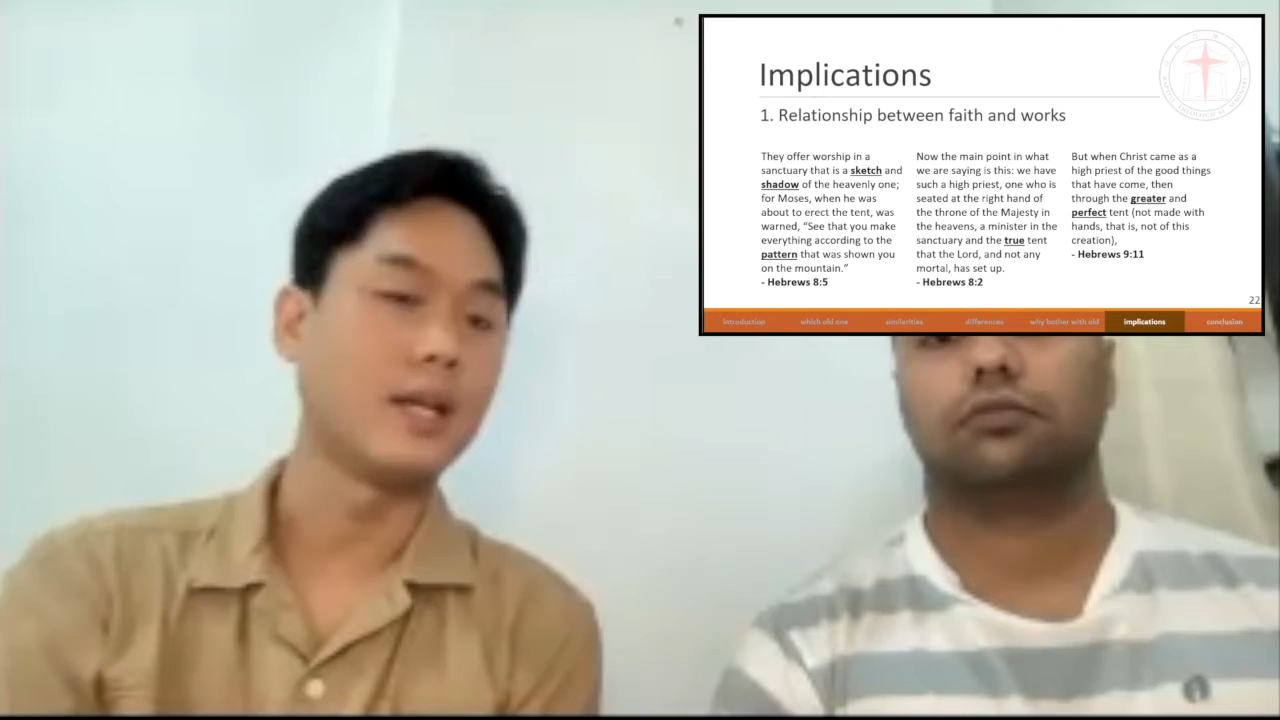 Implications
1. Relationship between faith and works
They offer worship in a
sanctuary that is a sketch and
shadow of the heavenly one;
for Moses, when he was
about to erect the tent, was
warned, “See that you make
everything according to the
pattern that was shown you
on the mountain.”
- Hebrews 8:5
Now the main point in what
we are saying is this: we have
such a high priest, one who is
seated at the right hand of
the throne of the Majesty in
the heavens, a minister in the
sanctuary and the true tent
that the Lord, and not any
mortal, has set up.
- Hebrews 8:2
But when Christ came as a
high priest of the good things
that have come, then
through the greater and
perfect tent (not made with
hands, that is, not of this
creation),
- Hebrews 9:11
22
introduction which old one similarities differences why bother with old implications conclusion